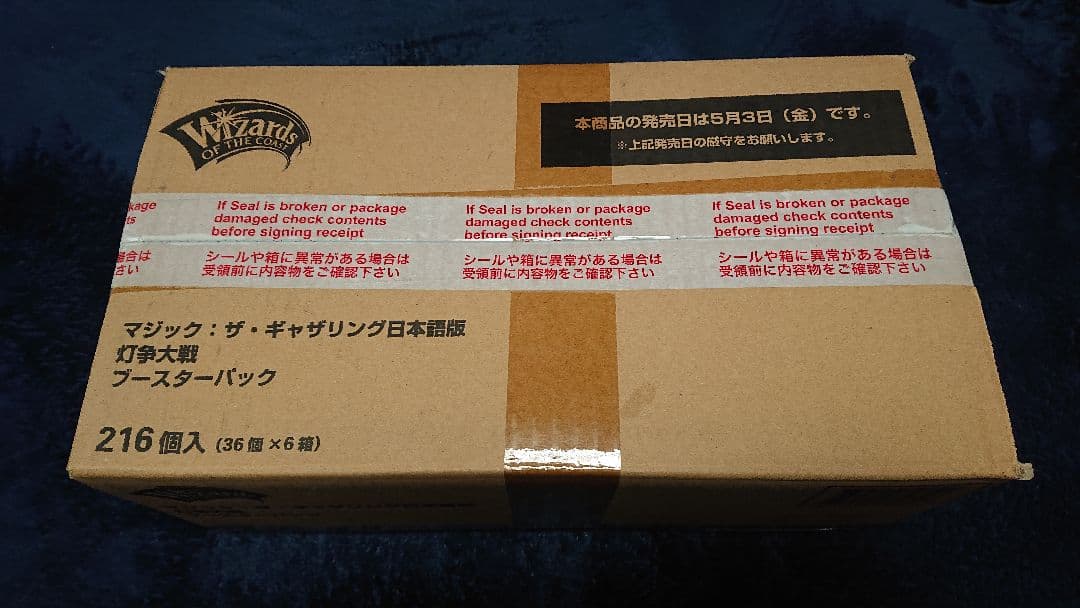 Wizards
OF THE COAST
本商品の発売日は5月3日（金）です。
※上記発売日の厳守をお願いします。
kage
ts
If Seal is broken or package
damaged check contents
before signing receipt
If Seal is broken or package
damaged check contents
before signing receipt
If Seal is broken or package
damaged check contents
before signing receipt
場合は
さい
シールや箱に異常がある場合は
受領前に内容物をご確認下さい
シールや箱に異常がある場合は
受領前に内容物をご確認下さい
シールや箱に異常がある場合は
受領前に内容物をご確認下さい
マジック：ザ・ギャザリング日本語版
灯争大戦
ブースターパック
216個入（36個×6箱）